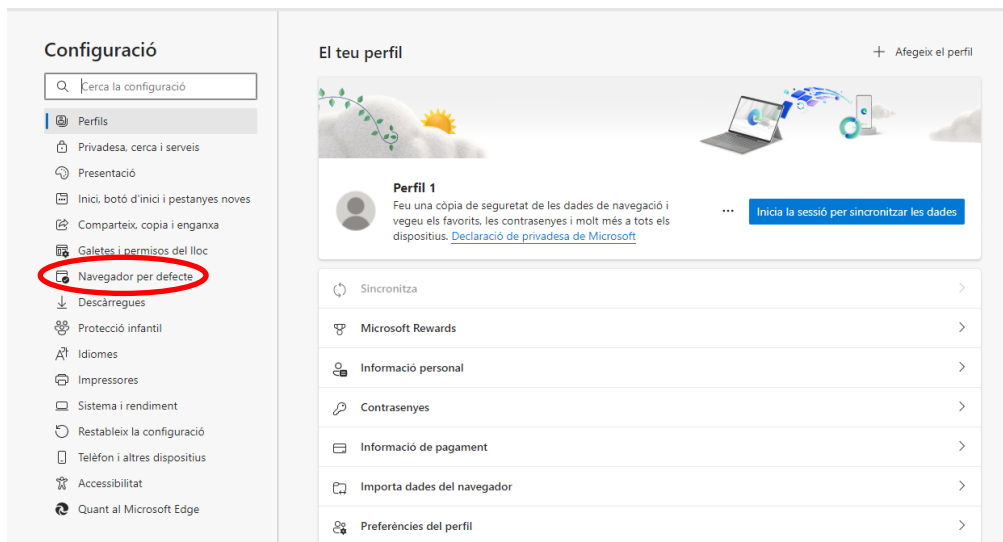 Configuració
Cerca la configuració
Perfils
Privadesa, cerca i serveis
Presentació
Inici, botó d'inici i pestanyes noves
Comparteix, copia i enganxa
Galetes i permisos del lloc
Navegador per defecte
Descàrregues
Protecció infantil
Idiomes
Impressores
Sistema i rendiment
Restableix la configuració
Telèfon i altres dispositius
Accessibilitat
Quant al Microsoft Edge
El teu perfil
Afegeix el perfil
Perfil 1
Feu una còpia de seguretat de les dades de navegació i
vegeu els favorits, les contrasenyes i molt més a tots els
dispositius. Declaració de privadesa de Microsoft
Inicia la sessió per sincronitzar les dades
Sincronitza
Microsoft Rewards
Informació personal
Contrasenyes
Informació de pagament
Importa dades del navegador
Preferències del perfil